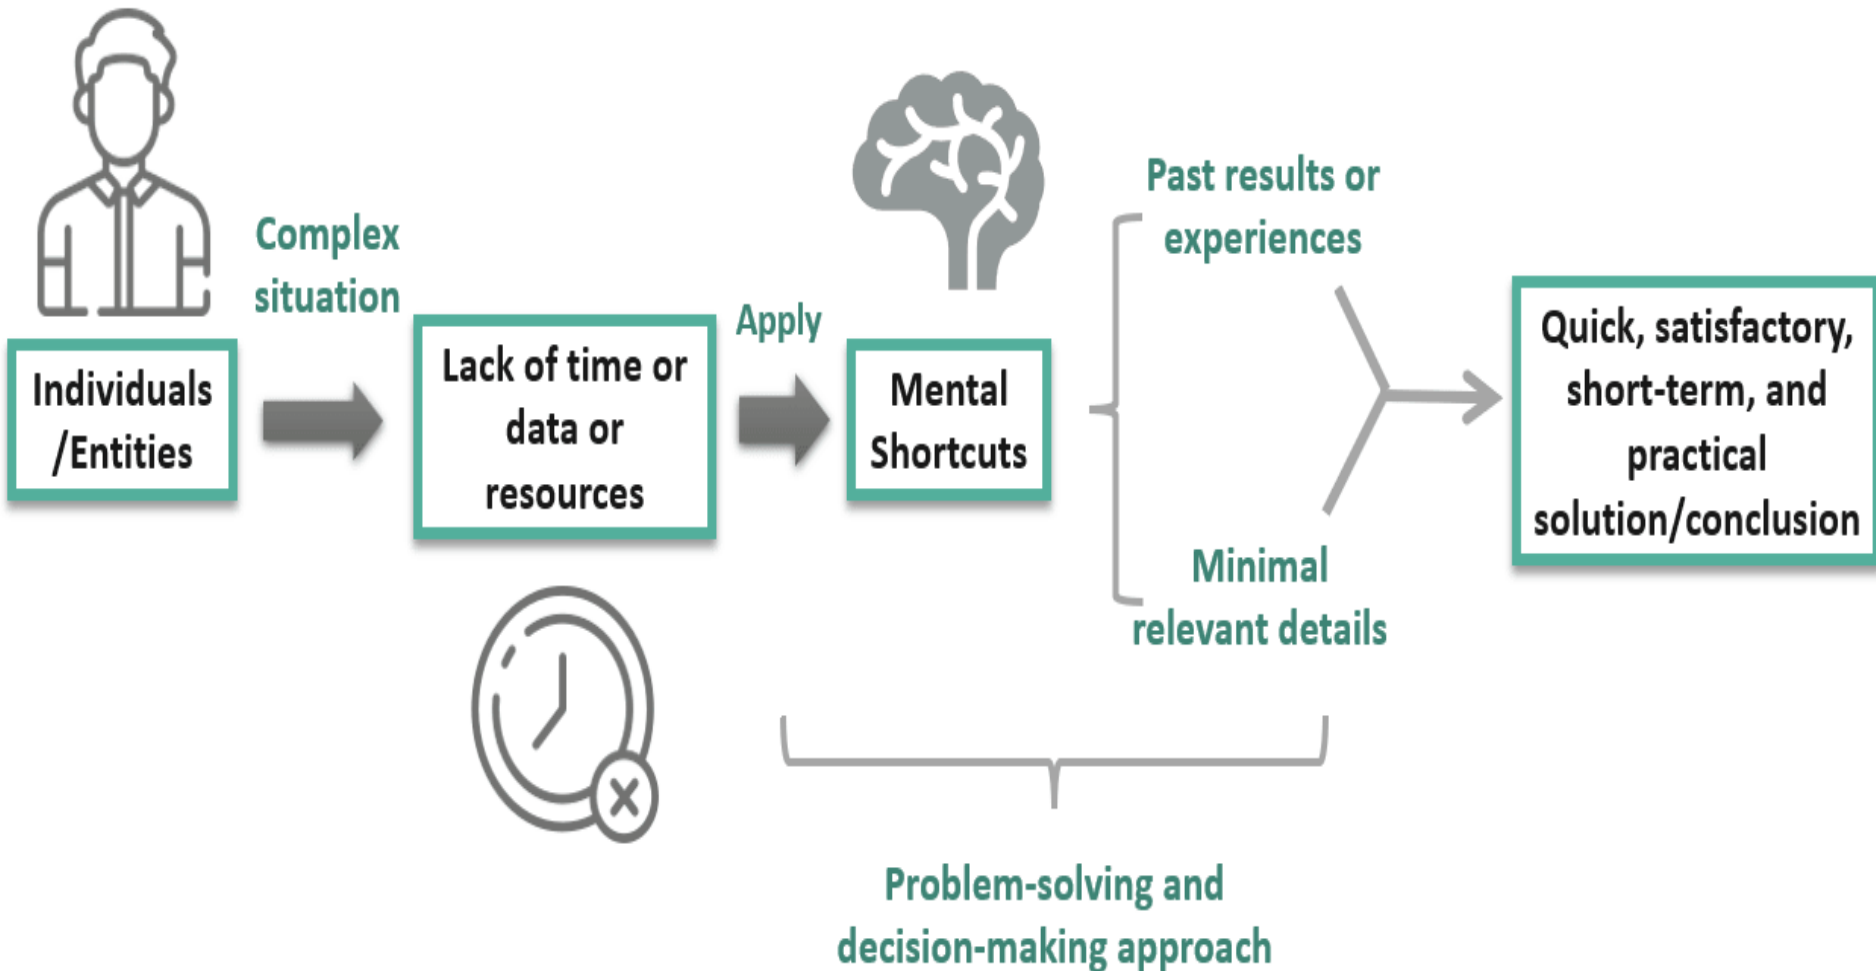 Individuals
/Entities
Complex
situation
Lack of time or
data or
resources
Apply
Mental
Shortcuts
Past results or
experiences
Minimal
relevant details
Quick, satisfactory,
short-term, and
practical
solution/conclusion
Problem-solving and
decision-making approach